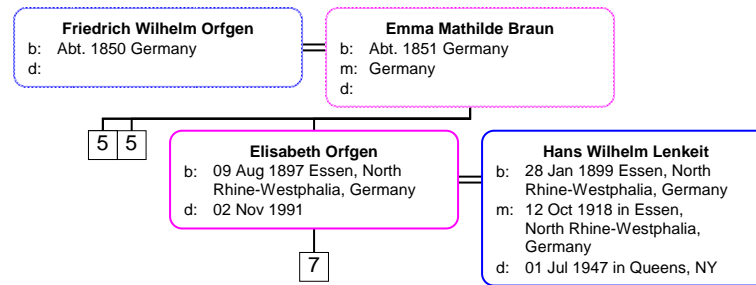 Friedrich Wilhelm Orfgen
b: Abt. 1850 Germany
d:
Emma Mathilde Braun
b: Abt. 1851 Germany
m: Germany
d:
5 5
Elisabeth Orfgen
b: 09 Aug 1897 Essen, North
Rhine-Westphalia, Germany
d: 02 Nov 1991
Hans Wilhelm Lenkeit
b: 28 Jan 1899 Essen, North
Rhine-Westphalia, Germany
m: 12 Oct 1918 in Essen,
North Rhine-Westphalia,
Germany
d: 01 Jul 1947 in Queens, NY
7